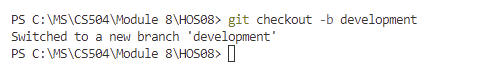 PS C:\MS\CS504\Module 8\HOS08> git checkout -b development
Switched to a new branch 'development'
PS C:\MS\CS504\Module 8\HOS08>